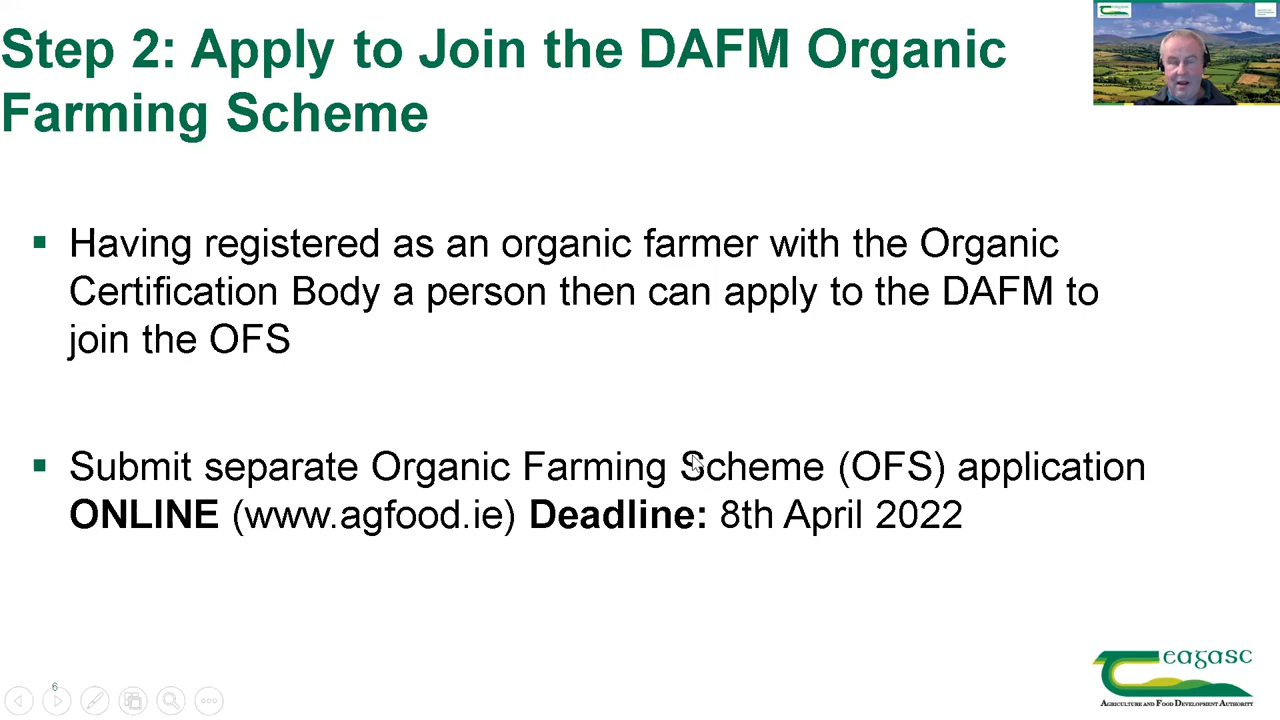 Step 2: Apply to Join the DAFM Organic
Farming Scheme
Having registered as an organic farmer with the Organic
Certification Body a person then can apply to the DAFM to
join the OFS
Submit separate Organic Farming Scheme (OFS) application
ONLINE (www.agfood.ie) Deadline: 8th April 2022
6
eagasc
AGRICULTURE AND FOOD DEVELOPMENT AUTHORITY